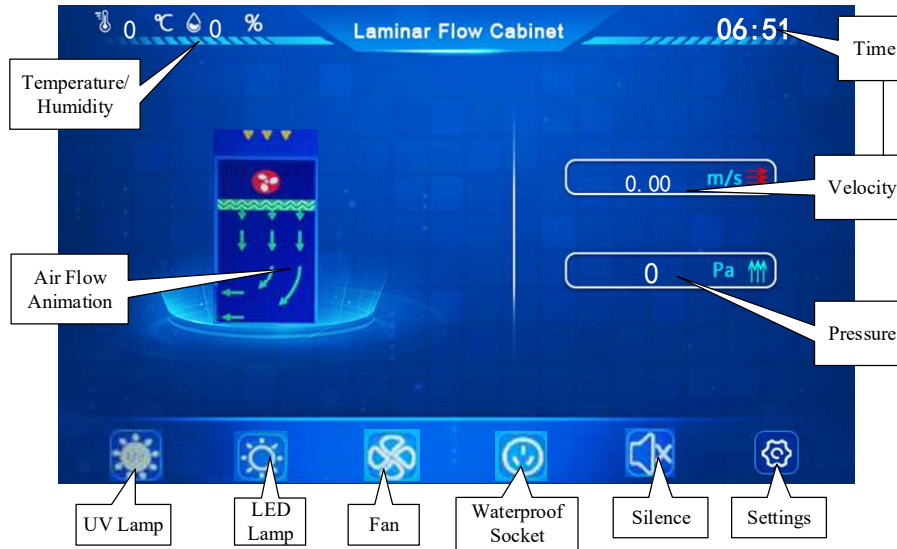 0 ℃ 0 %
Laminar Flow Cabinet
06:51
Time
Temperature/
Humidity
0.00 m/s
Velocity
Air Flow
Animation
0 Pa
Pressure
UV
UV Lamp
LED
Lamp
Fan
Waterproof
Socket
Silence
Settings